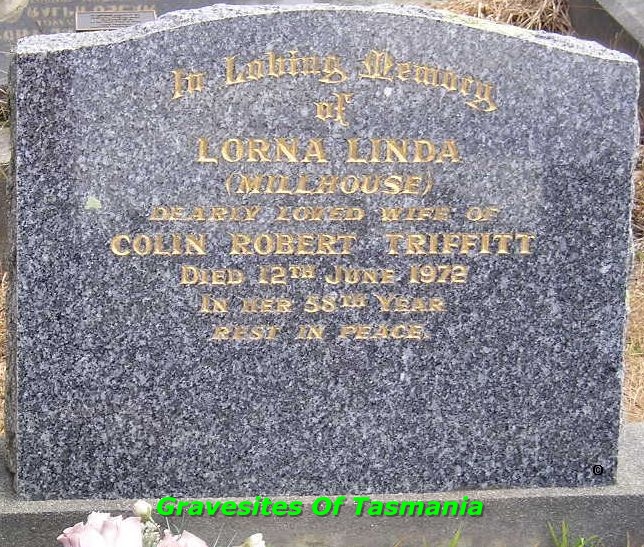 In Loving Memory
of
LORNA LINDA
(MILLHOUSE)
DEARLY LOVED WIFE OF
COLIN ROBERT TRIFFITT
DIED 12TH JUNE 1972
IN HER 58TH YEAR
REST IN PEACE.
©
Gravesites Of Tasmania